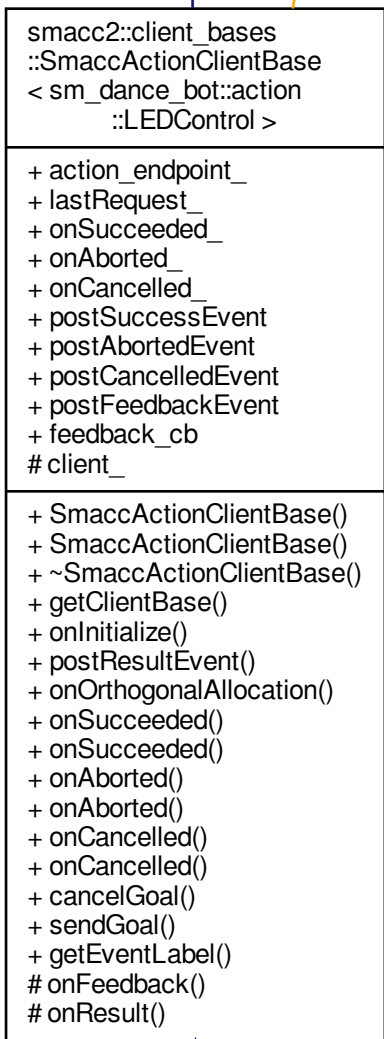 smacc2::client_bases
::SmaccActionClientBase
< sm_dance_bot::action
::LEDControl >
+ action_endpoint_
+ lastRequest_
+ onSucceeded_
+ onAborted_
+ onCancelled_
+ postSuccessEvent
+ postAbortedEvent
+ postCancelledEvent
+ postFeedbackEvent
+ feedback_cb
# client_
+ SmaccActionClientBase()
+ SmaccActionClientBase()
+ ~SmaccActionClientBase()
+ getClientBase()
+ onInitialize()
+ postResultEvent()
+ onOrthogonalAllocation()
+ onSucceeded()
+ onSucceeded()
+ onAborted()
+ onAborted()
+ onCancelled()
+ onCancelled()
+ cancelGoal()
+ sendGoal()
+ getEventLabel()
# onFeedback()
# onResult()